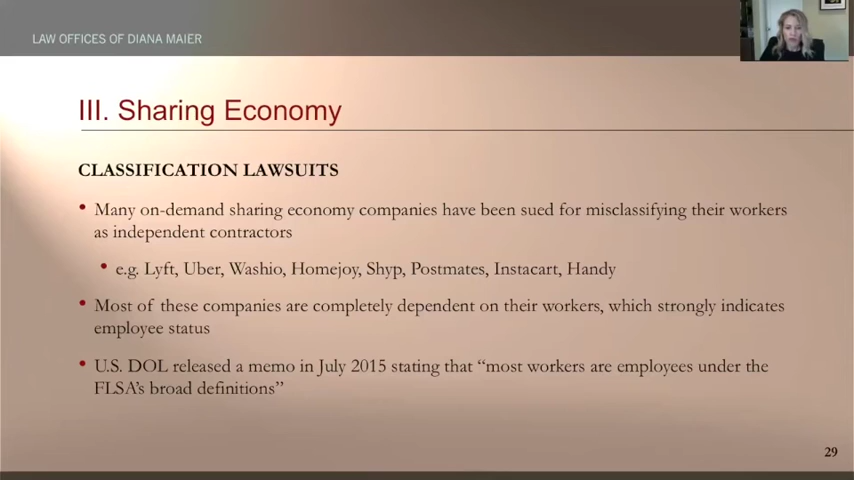 LAW OFFICES OF DIANA MAIER
III. Sharing Economy
CLASSIFICATION LAWSUITS
• Many on-demand sharing economy companies have been sued for misclassifying their workers
as independent contractors
• e.g. Lyft, Uber, Washio, Homejoy, Shyp, Postmates, Instacart, Handy
• Most of these companies are completely dependent on their workers, which strongly indicates
employee status
• U.S. DOL released a memo in July 2015 stating that “most workers are employees under the
FLSA’s broad definitions”
29